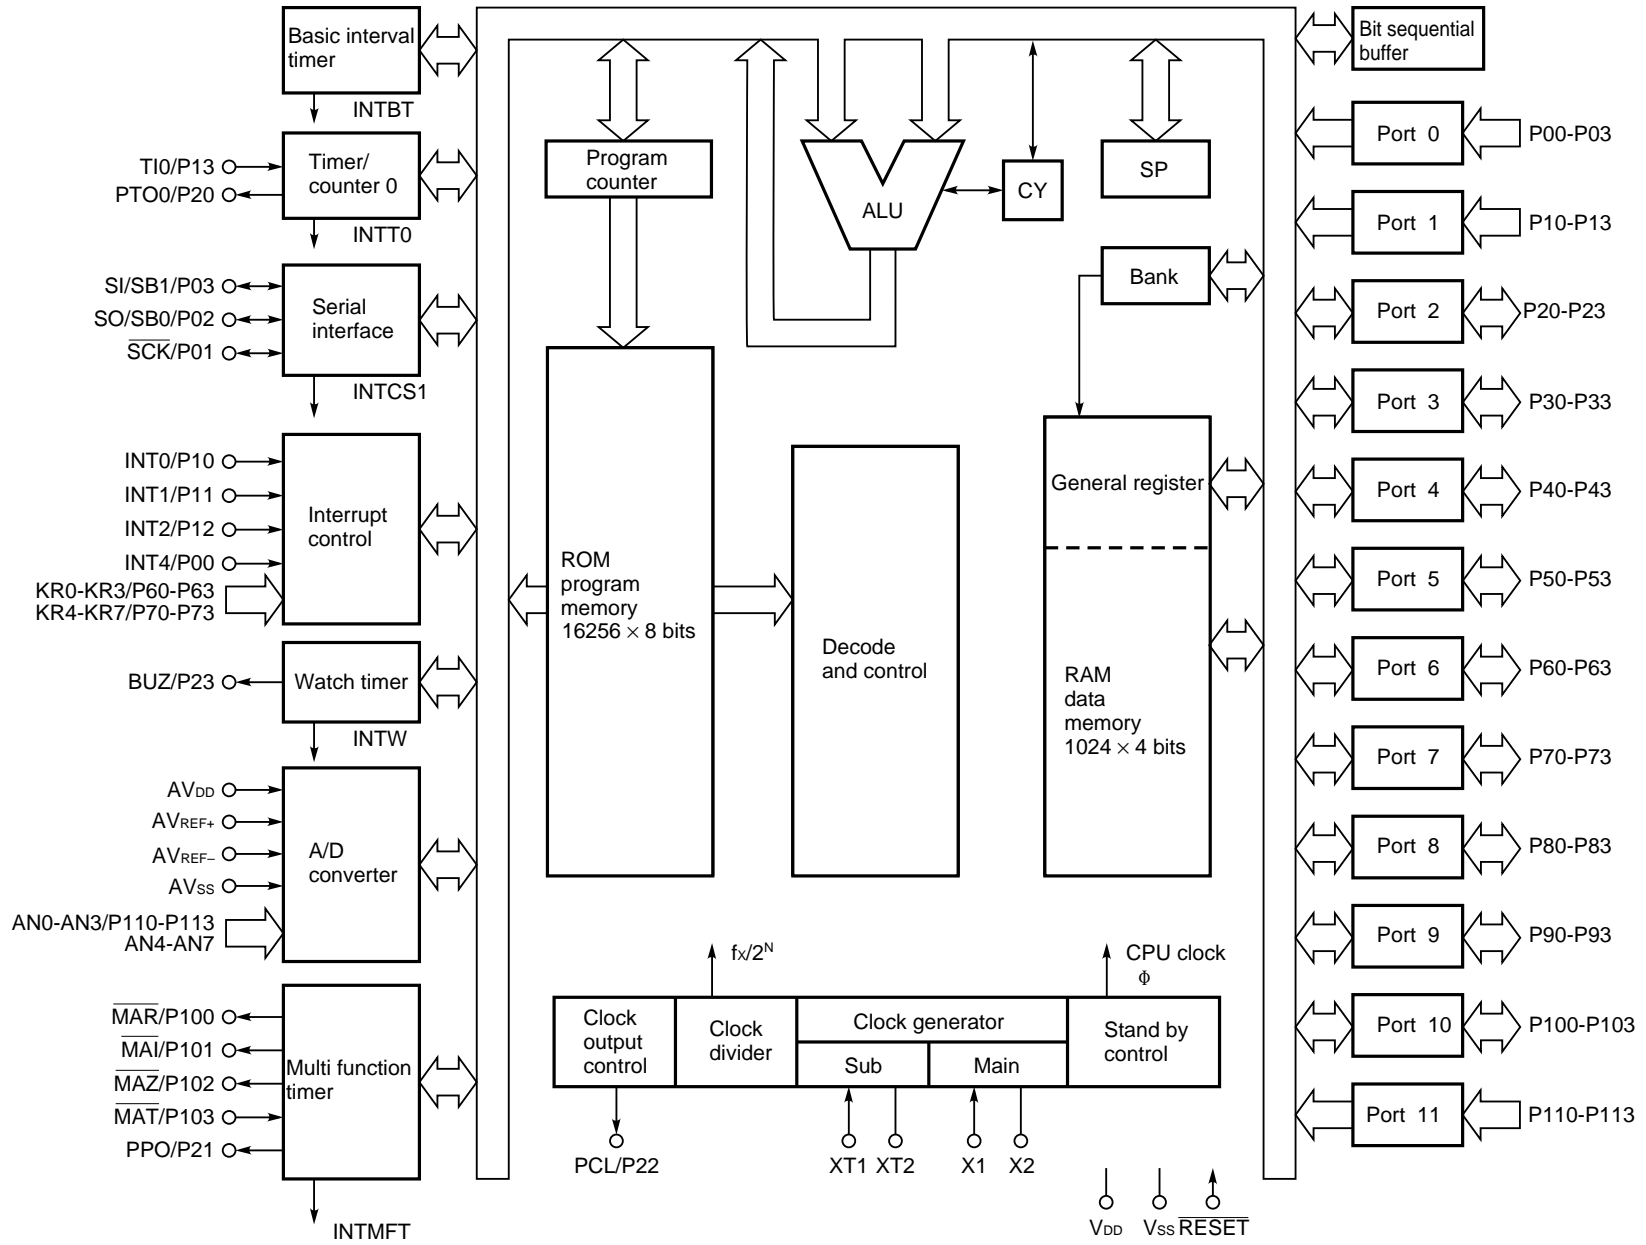 Basic interval
timer
INTBT
TI0/P13
PTO0/P20
Timer/
counter 0
INTT0
SI/SB1/P03
SO/SB0/P02
SCK/P01
Serial
interface
INTCS1
INT0/P10
INT1/P11
INT2/P12
INT4/P00
KR0-KR3/P60-P63
KR4-KR7/P70-P73
Interrupt
control
BUZ/P23
Watch timer
INTW
AVDD
AVREF+
AVREF–
AVSS
AN0-AN3/P110-P113
AN4-AN7
A/D
converter
MAR/P100
MAI/P101
MAZ/P102
MAT/P103
PPO/P21
Multi function
timer
INTMFT
Program
counter
ALU
CY
SP
Bank
ROM
program
memory
16256 × 8 bits
Decode
and control
General register
RAM
data
memory
1024 × 4 bits
fX/2N
CPU clock
Φ
Clock
output
control
Clock
divider
Clock generator
Sub
Main
Stand by
control
PCL/P22
XT1
XT2
X1
X2
VDD
VSS
RESET
Bit sequential
buffer
Port 0
P00-P03
Port 1
P10-P13
Port 2
P20-P23
Port 3
P30-P33
Port 4
P40-P43
Port 5
P50-P53
Port 6
P60-P63
Port 7
P70-P73
Port 8
P80-P83
Port 9
P90-P93
Port 10
P100-P103
Port 11
P110-P113